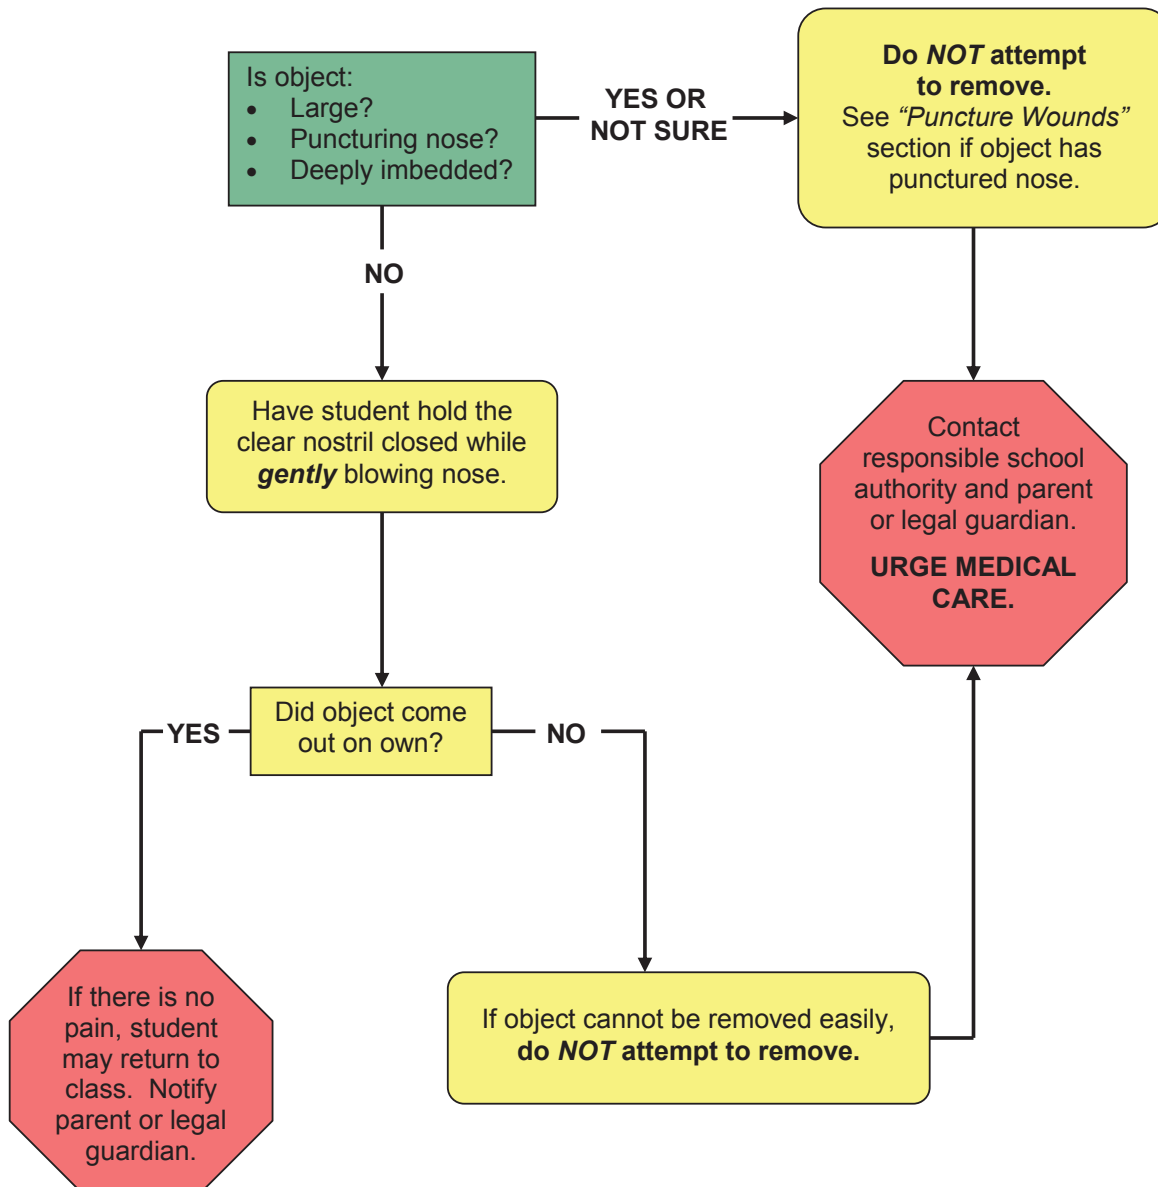 Is object:
• Large?
• Puncturing nose?
• Deeply imbedded?
YES OR
NOT SURE
Do NOT attempt
to remove.
See “Puncture Wounds”
section if object has
punctured nose.
NO
Have student hold the
clear nostril closed while
gently blowing nose.
Contact
responsible school
authority and parent
or legal guardian.
URGE MEDICAL
CARE.
Did object come
out on own?
YES
NO
If there is no
pain, student
may return to
class.  Notify
parent or legal
guardian.
If object cannot be removed easily,
do NOT attempt to remove.